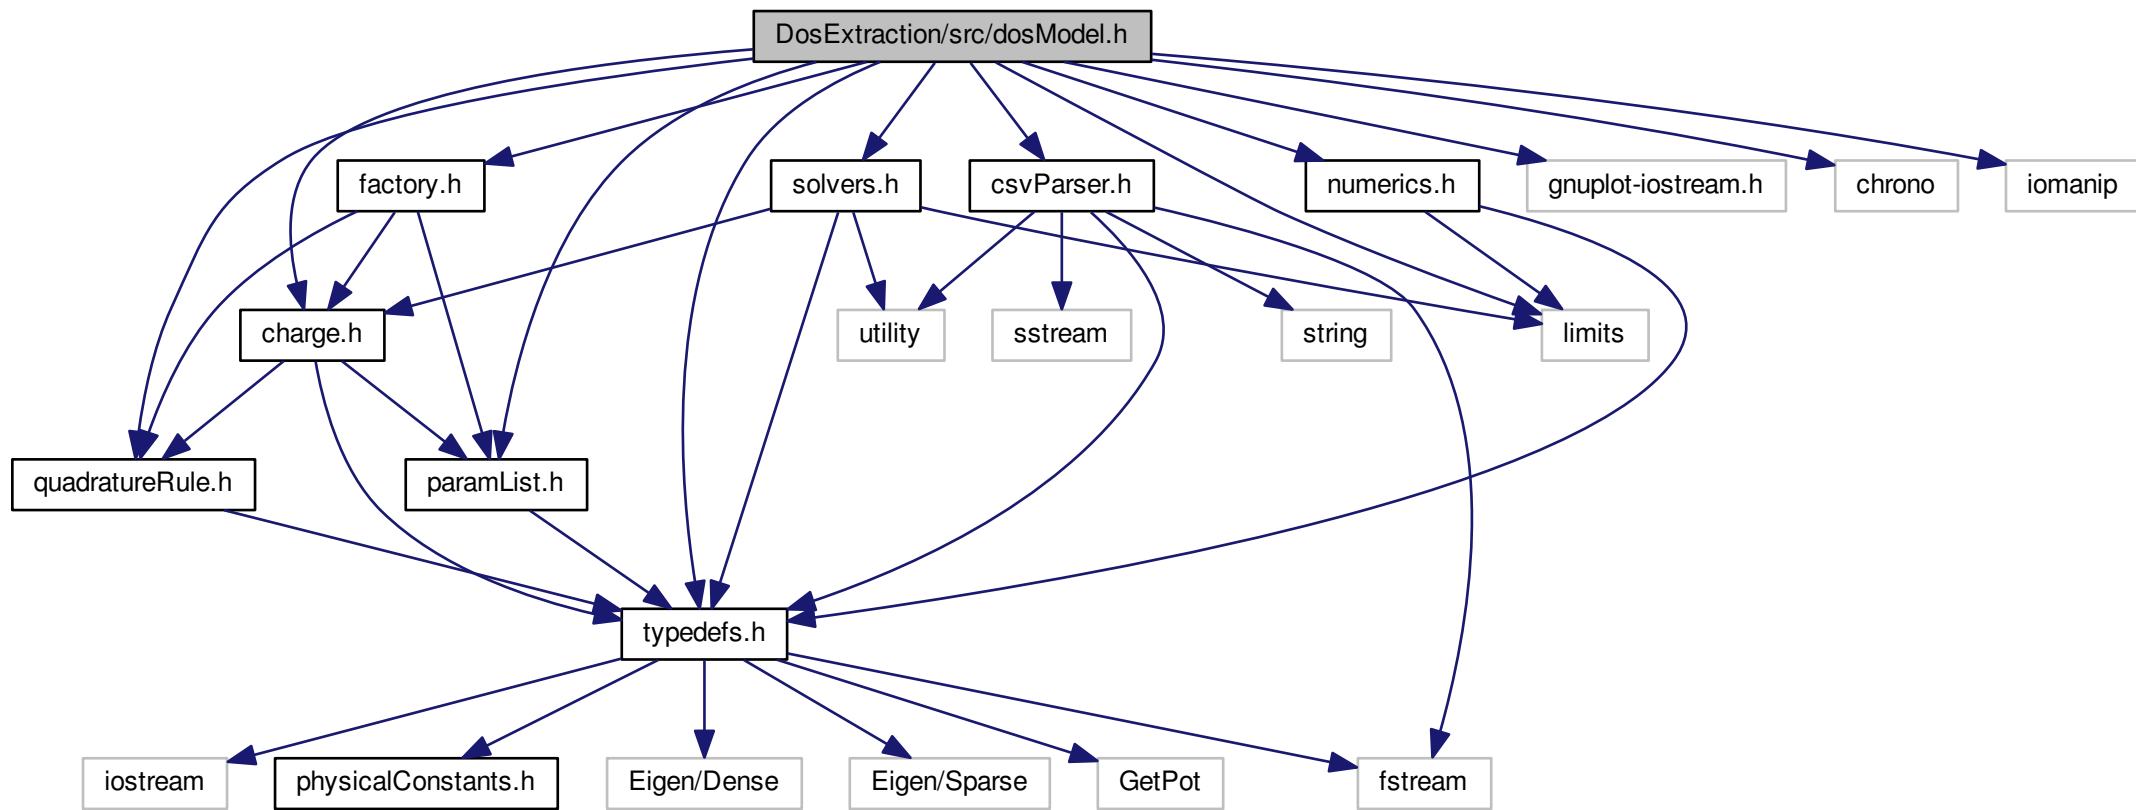 DosExtraction/src/dosModel.h
factory.h
solvers.h
csvParser.h
numerics.h
gnuplot-iostream.h
chrono
iomanip
charge.h
utility
sstream
string
limits
quadratureRule.h
paramList.h
typedefs.h
iostream
physicalConstants.h
Eigen/Dense
Eigen/Sparse
GetPot
fstream